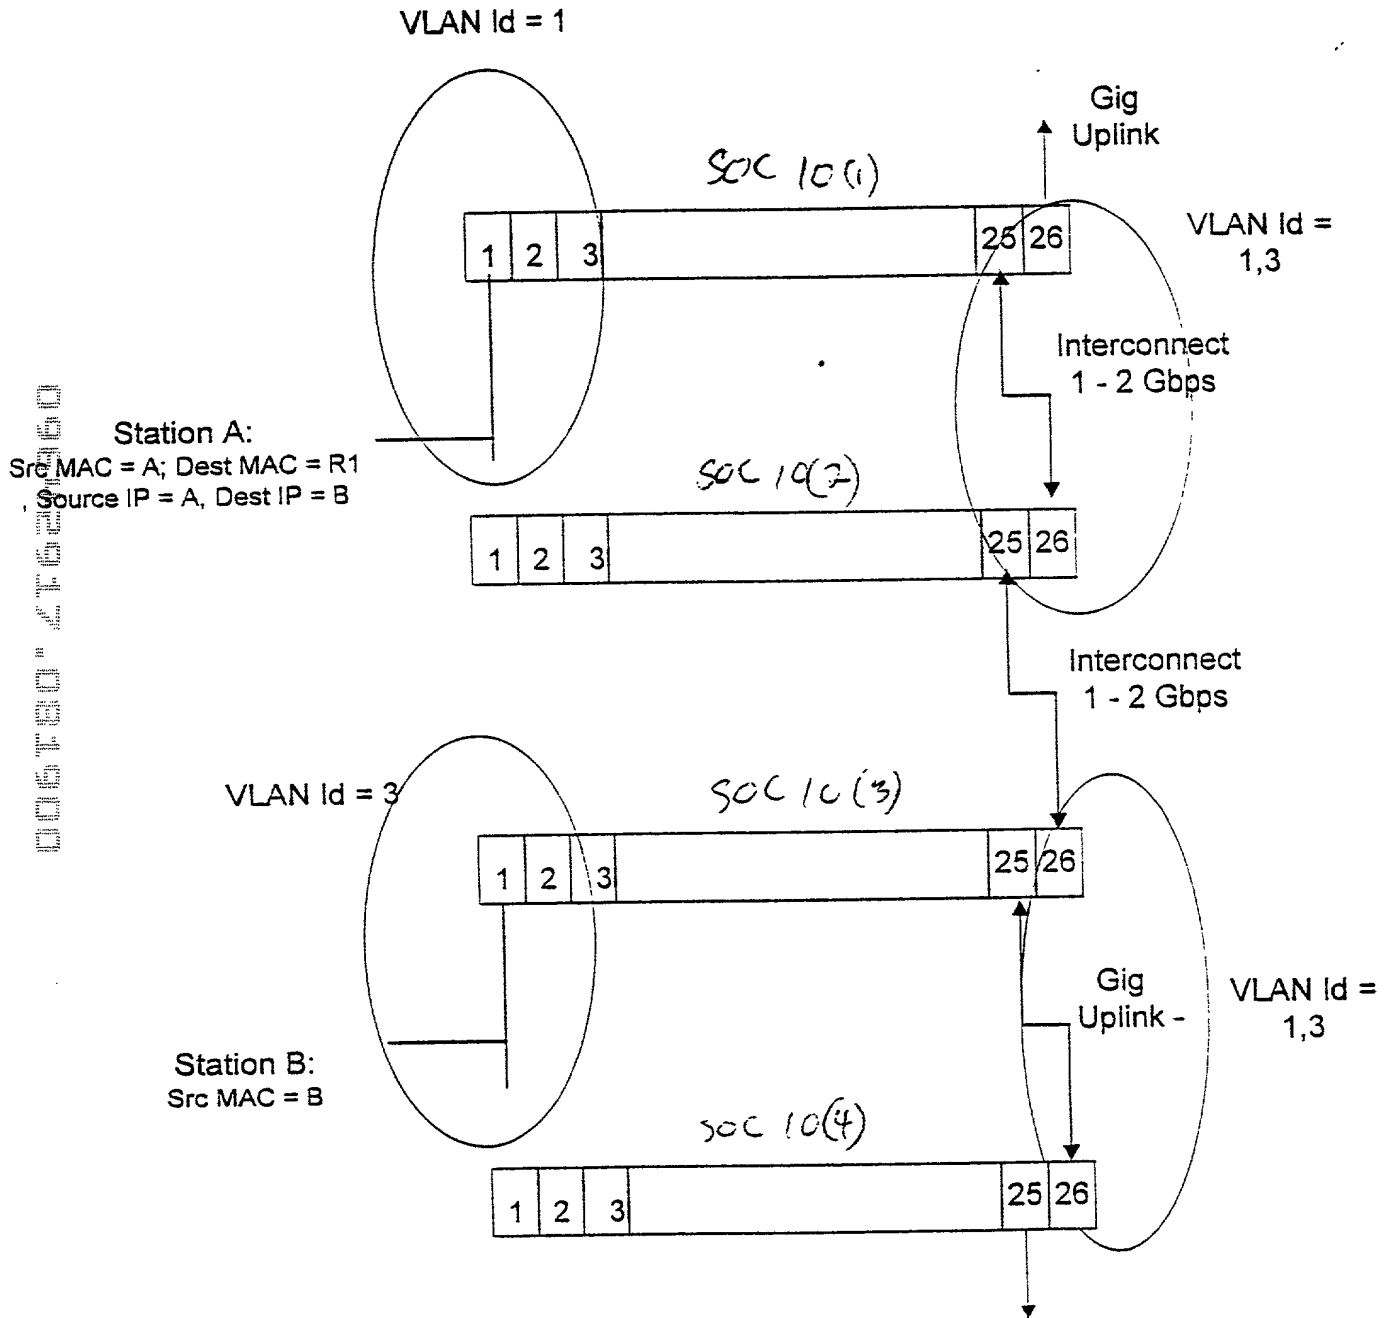 VLAN Id = 1
Gig
Uplink
SOC 10(1)
1 2 3 25 26
VLAN Id =
1,3
Interconnect
1 - 2 Gbps
Station A:
Src MAC = A; Dest MAC = R1
, Source IP = A, Dest IP = B
SOC 10(2)
1 2 3 25 26
Interconnect
1 - 2 Gbps
VLAN Id = 3
SOC 10(3)
1 2 3 25 26
Gig
Uplink -
VLAN Id =
1,3
Station B:
Src MAC = B
SOC 10(4)
1 2 3 25 26